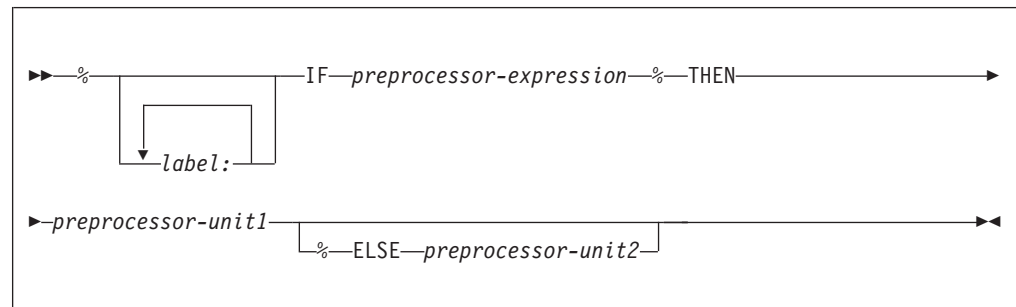 % IF preprocessor-expression % THEN
label:
preprocessor-unit1
% ELSE preprocessor-unit2